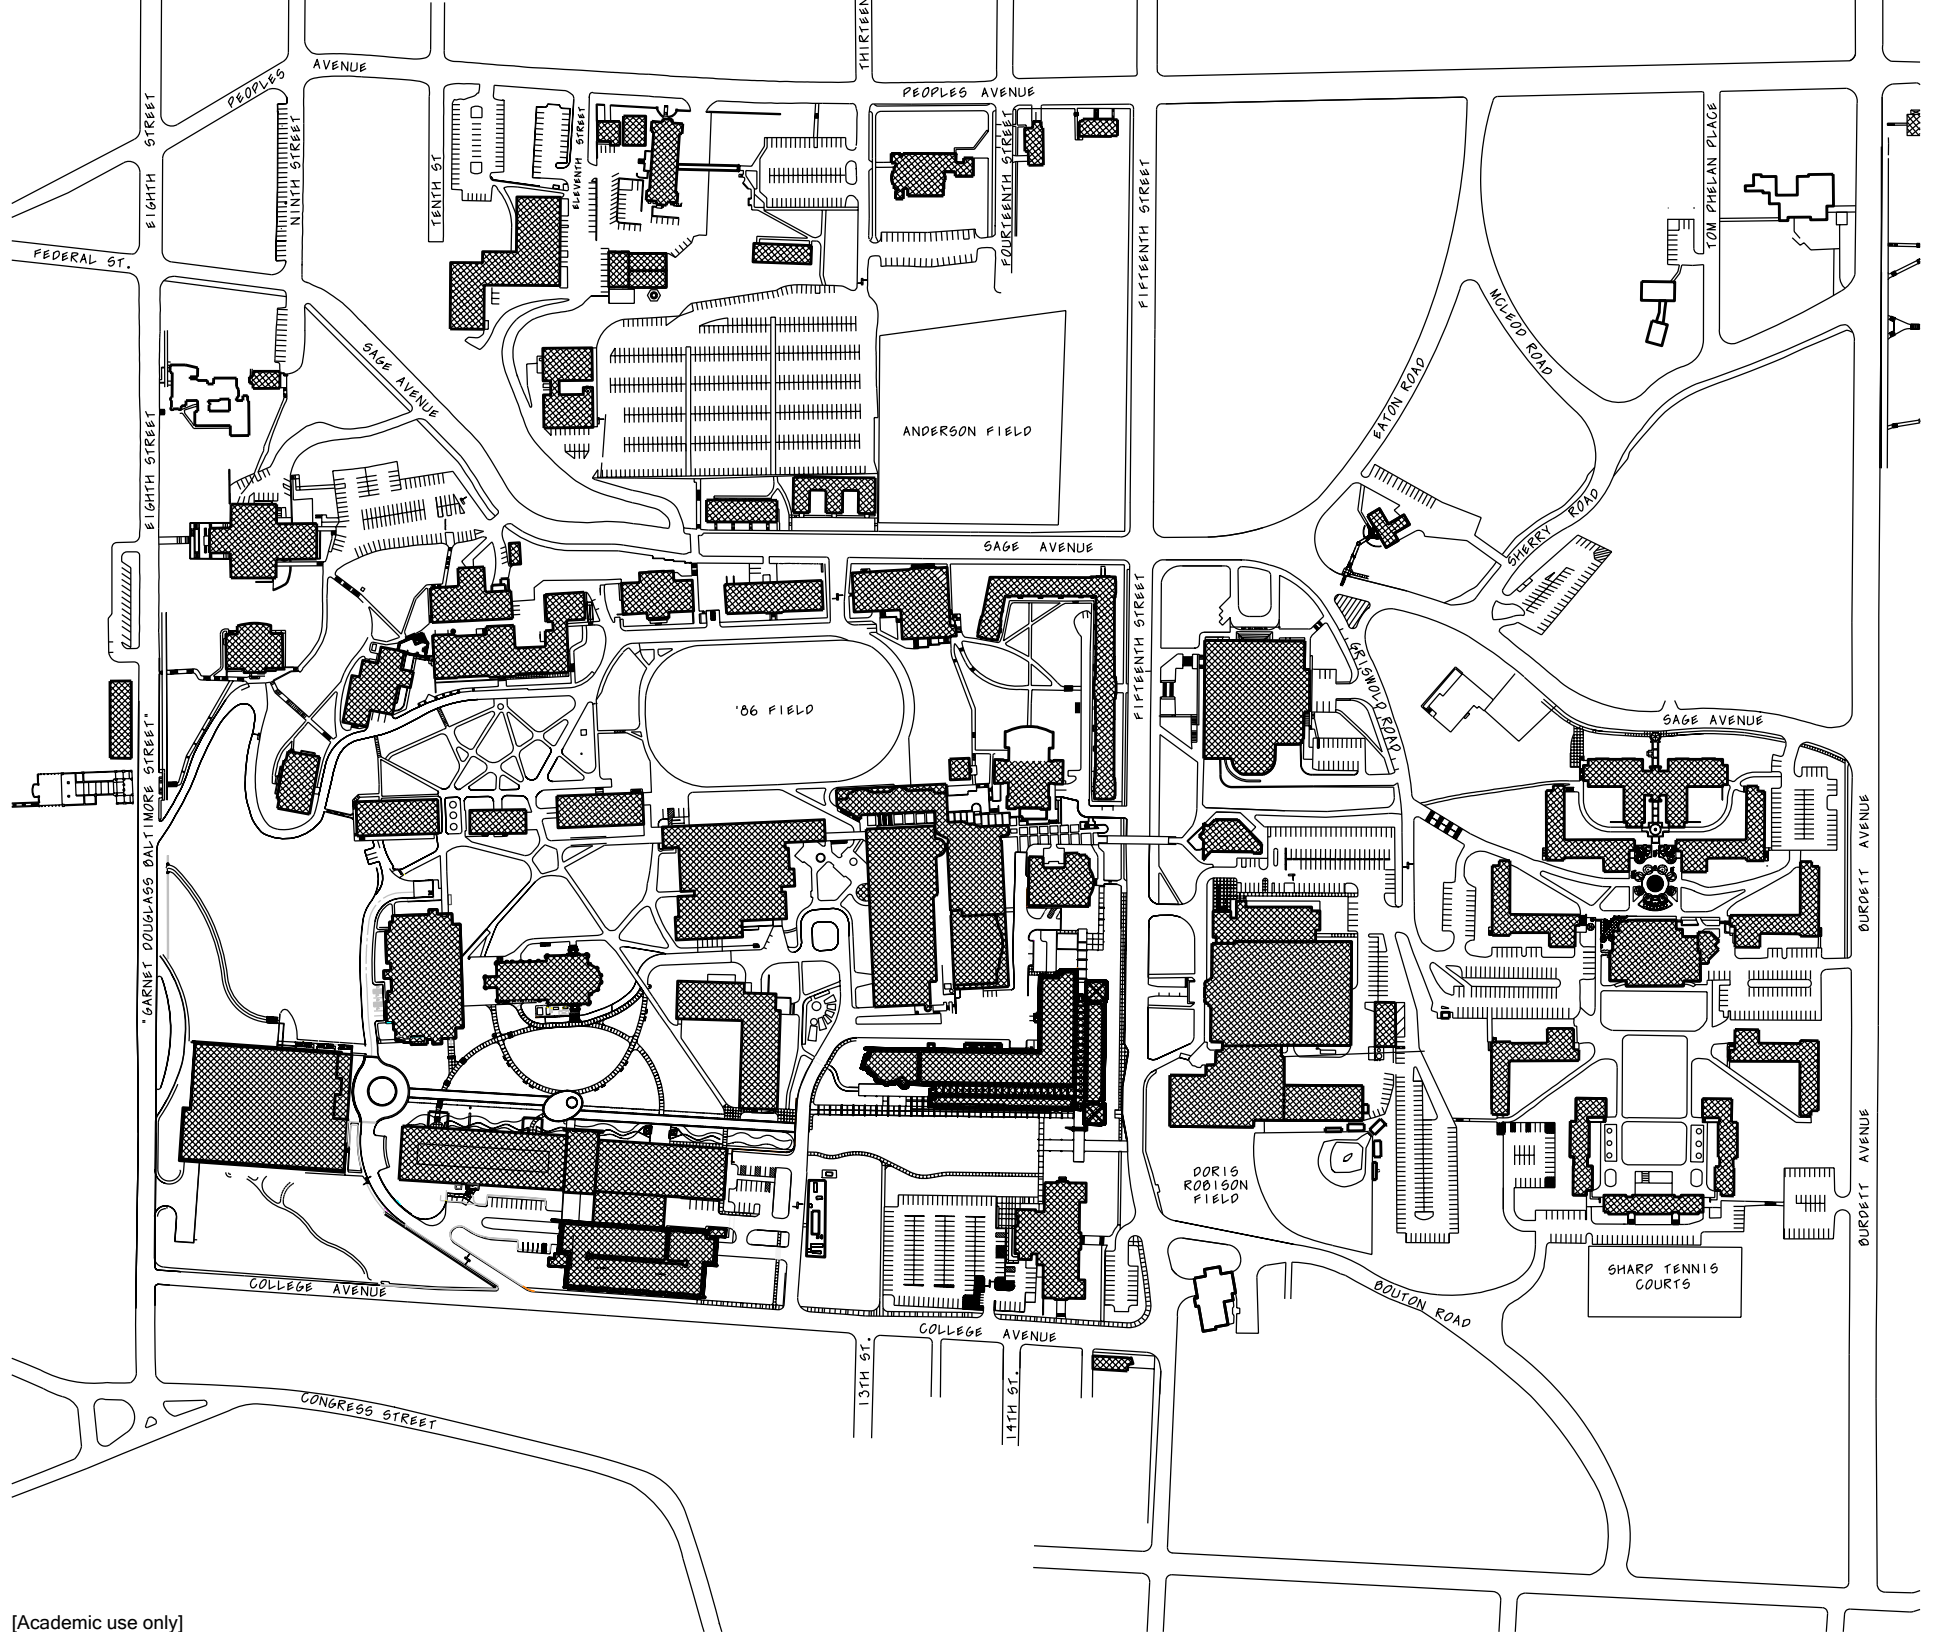 THIRTEEN
PEOPLES
AVENUE
PEOPLES AVENUE
EIGHTH STREET
NINTH STREET
TENTH ST
ELEVENTH STREET
FOURTEENTH STREET
FIFTEENTH STREET
TOM PHELAN PLACE
FEDERAL ST.
SAGE AVENUE
MCLEOD ROAD
EATON ROAD
ANDERSON FIELD
EIGHTH STREET
SHERRY ROAD
SAGE AVENUE
FIFTEENTH STREET
GRISWOLD ROAD
'86 FIELD
SAGE AVENUE
"GARNET DOUGLASS BALTIMORE STREET"
BURDETT AVENUE
DORIS
ROBISON
FIELD
BURDETT AVENUE
SHARP TENNIS
COURTS
COLLEGE AVENUE
BOUTON ROAD
COLLEGE AVENUE
13TH ST.
14TH ST.
CONGRESS STREET
[Academic use only]